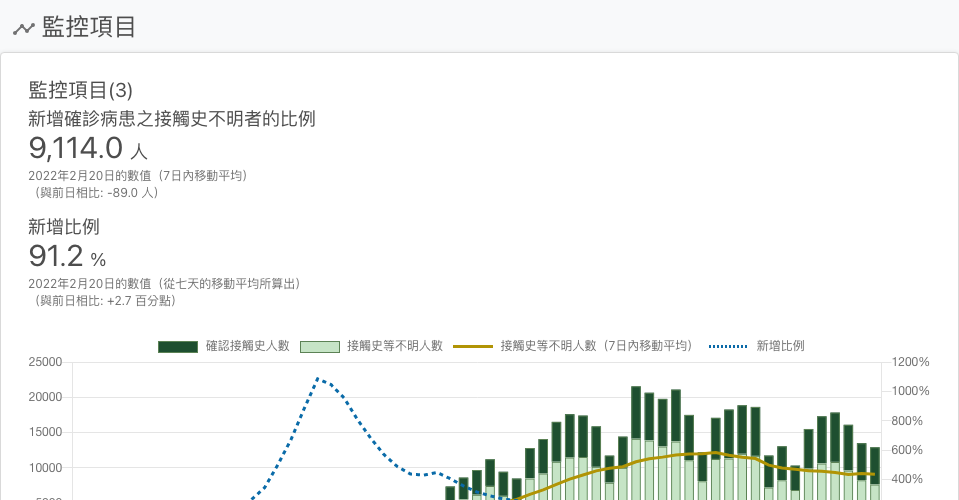 監控項目
監控項目(3)
新增確診病患之接觸史不明者的比例
9,114.0 人
2022年2月20日的數值（7日內移動平均）
（與前日相比: -89.0 人）
新增比例
91.2 %
2022年2月20日的數值（從七天的移動平均所算出）
（與前日相比: +2.7 百分點）
確認接觸史人數 接觸史等不明人數 接觸史等不明人數（7日內移動平均） 新增比例
25000 1200%
20000 1000%
15000 800%
10000 600%
400%
5000